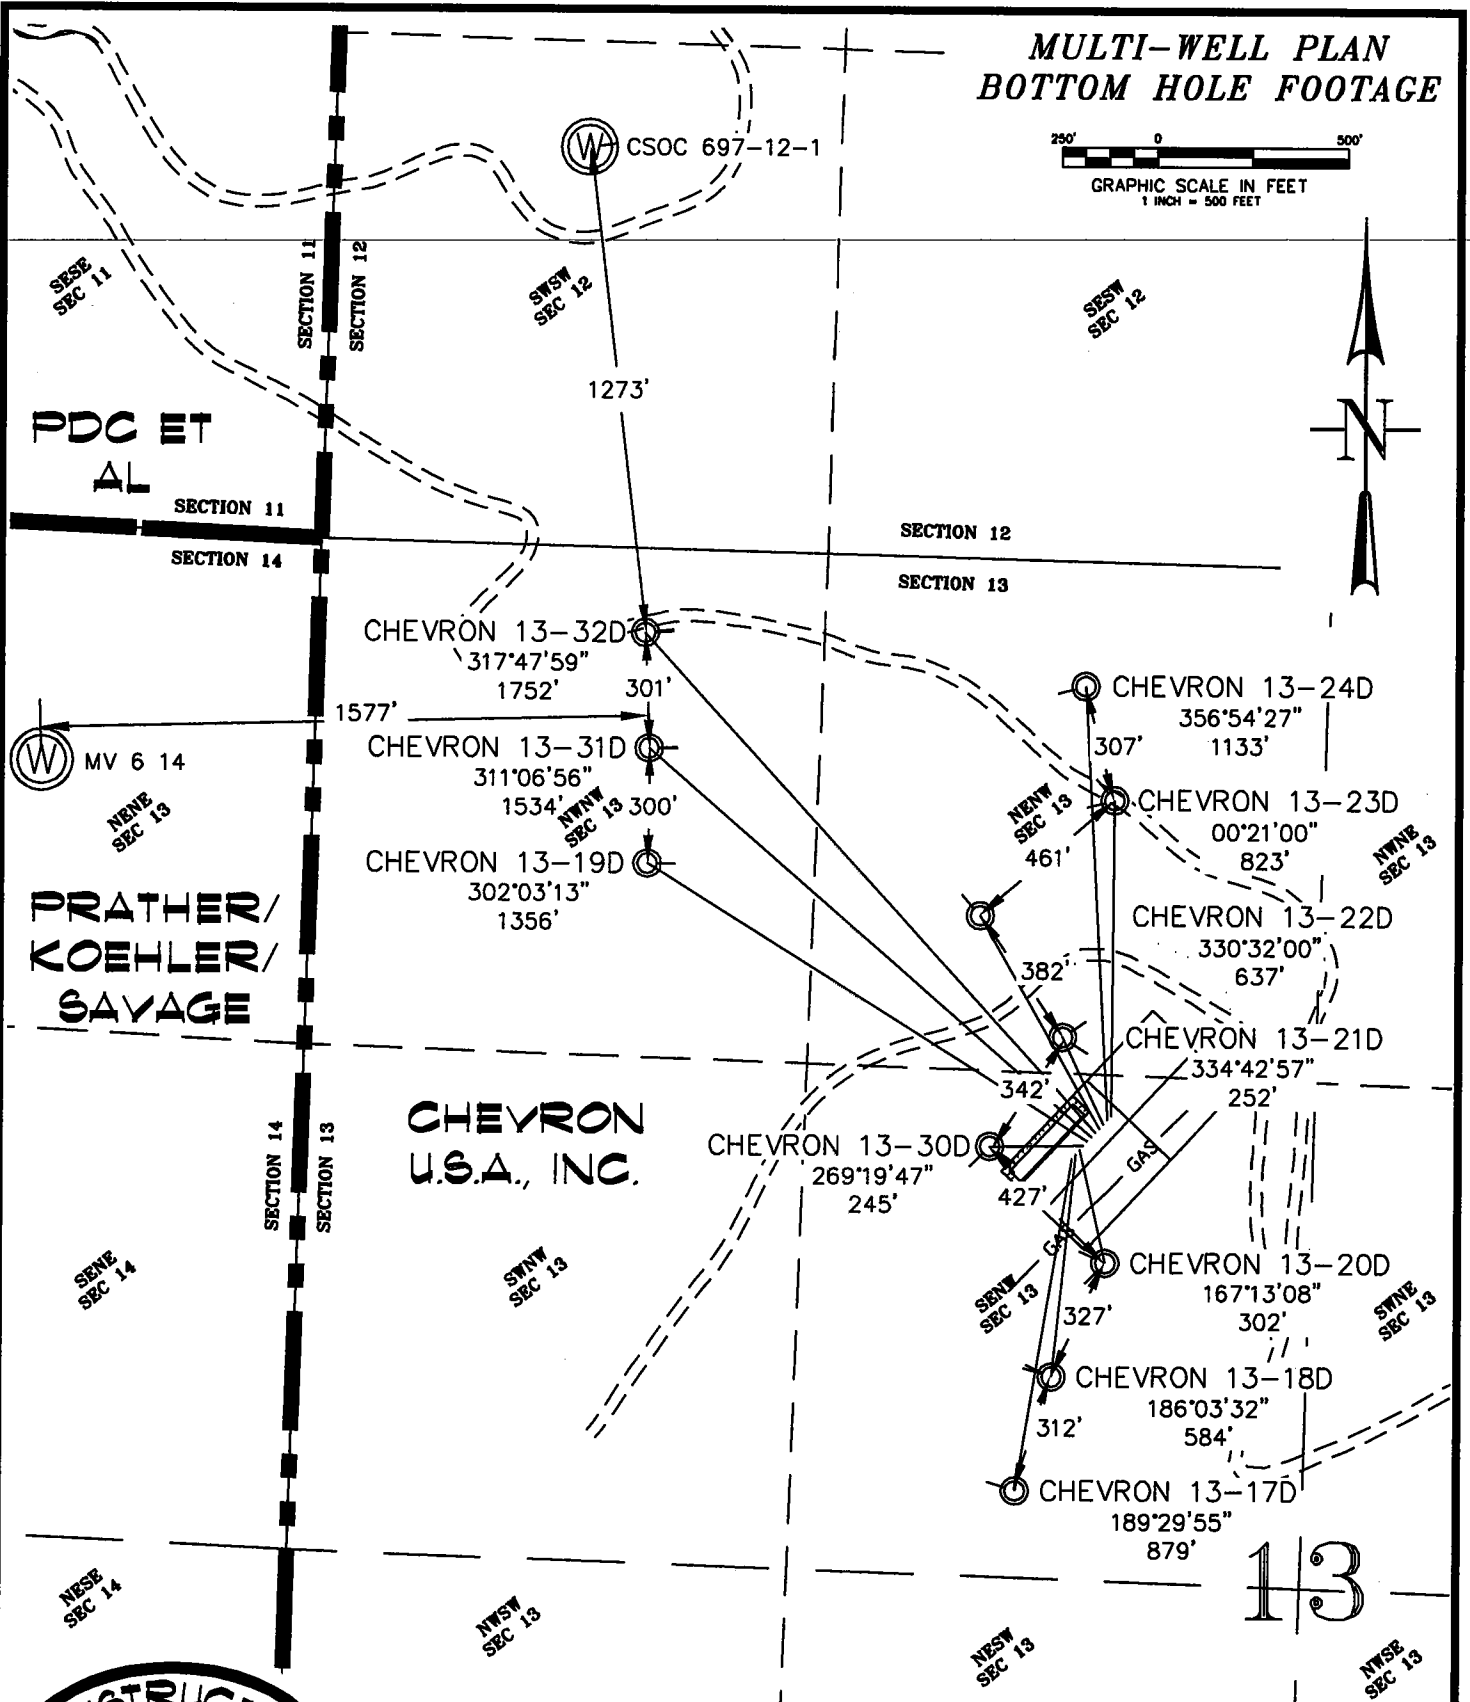 MULTI-WELL PLAN
BOTTOM HOLE FOOTAGE
250' 0 500'
GRAPHIC SCALE IN FEET
1 INCH = 500 FEET
W CSOC 697-12-1
SECTION 11
SECTION 12
SESE
SEC 11
SWSW
SEC 12
SESW
SEC 12
1273'
N
PDC ET
AL
SECTION 11
SECTION 14
SECTION 12
SECTION 13
CHEVRON 13-32D
317°47'59"
1752'
301'
CHEVRON 13-24D
356°54'27"
1133'
307'
1577'
W MV 6 14
CHEVRON 13-31D
311°06'56"
1534'
300'
NENE
SEC 13
NWNW
SEC 13
NENW
SEC 13
CHEVRON 13-23D
00°21'00"
823'
NWNE
SEC 13
461'
CHEVRON 13-19D
302°03'13"
1356'
PRATHER/
KOEHLER/
SAVAGE
CHEVRON 13-22D
330°32'00"
637'
382'
CHEVRON 13-21D
334°42'57"
252'
342'
CHEVRON
U.S.A., INC.
SECTION 14
SECTION 13
CHEVRON 13-30D
269°19'47"
245'
GAS
427'
GAS
SENE
SEC 14
SWNW
SEC 13
SENW
SEC 13
CHEVRON 13-20D
167°13'08"
302'
SWNE
SEC 13
327'
CHEVRON 13-18D
186°03'32"
584'
312'
CHEVRON 13-17D
189°29'55"
879'
13
NESE
SEC 14
NWSW
SEC 13
NESW
SEC 13
NWSE
SEC 13